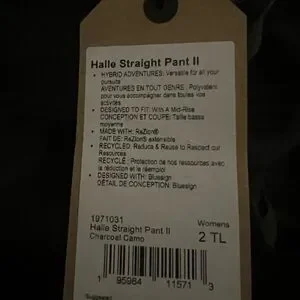 Halle Straight Pant II
• HYBRID ADVENTURES: Versatile for all your
pursuits
AVENTURES EN TOUT GENRE : Polyvalent
pour vous accompagner dans toutes vos
activités
• DESIGNED TO FIT: With A Mid-Rise
CONCEPTION ET COUPE: Taille basse
moyenne
• MADE WITH: ReZion®
FAIT DE: ReZion® extensible
• RECYCLED: Reduce & Reuse to Respect our
Resources
RECYCLÉ : Protection de nos ressources avec
la réduction et le réemploi
• DESIGNED WITH: Bluesign
DÉTAIL DE CONCEPTION: Bluesign
1971031
Halle Straight Pant II
Charcoal Camo
Womens
2 TL
1 95964 11571 3